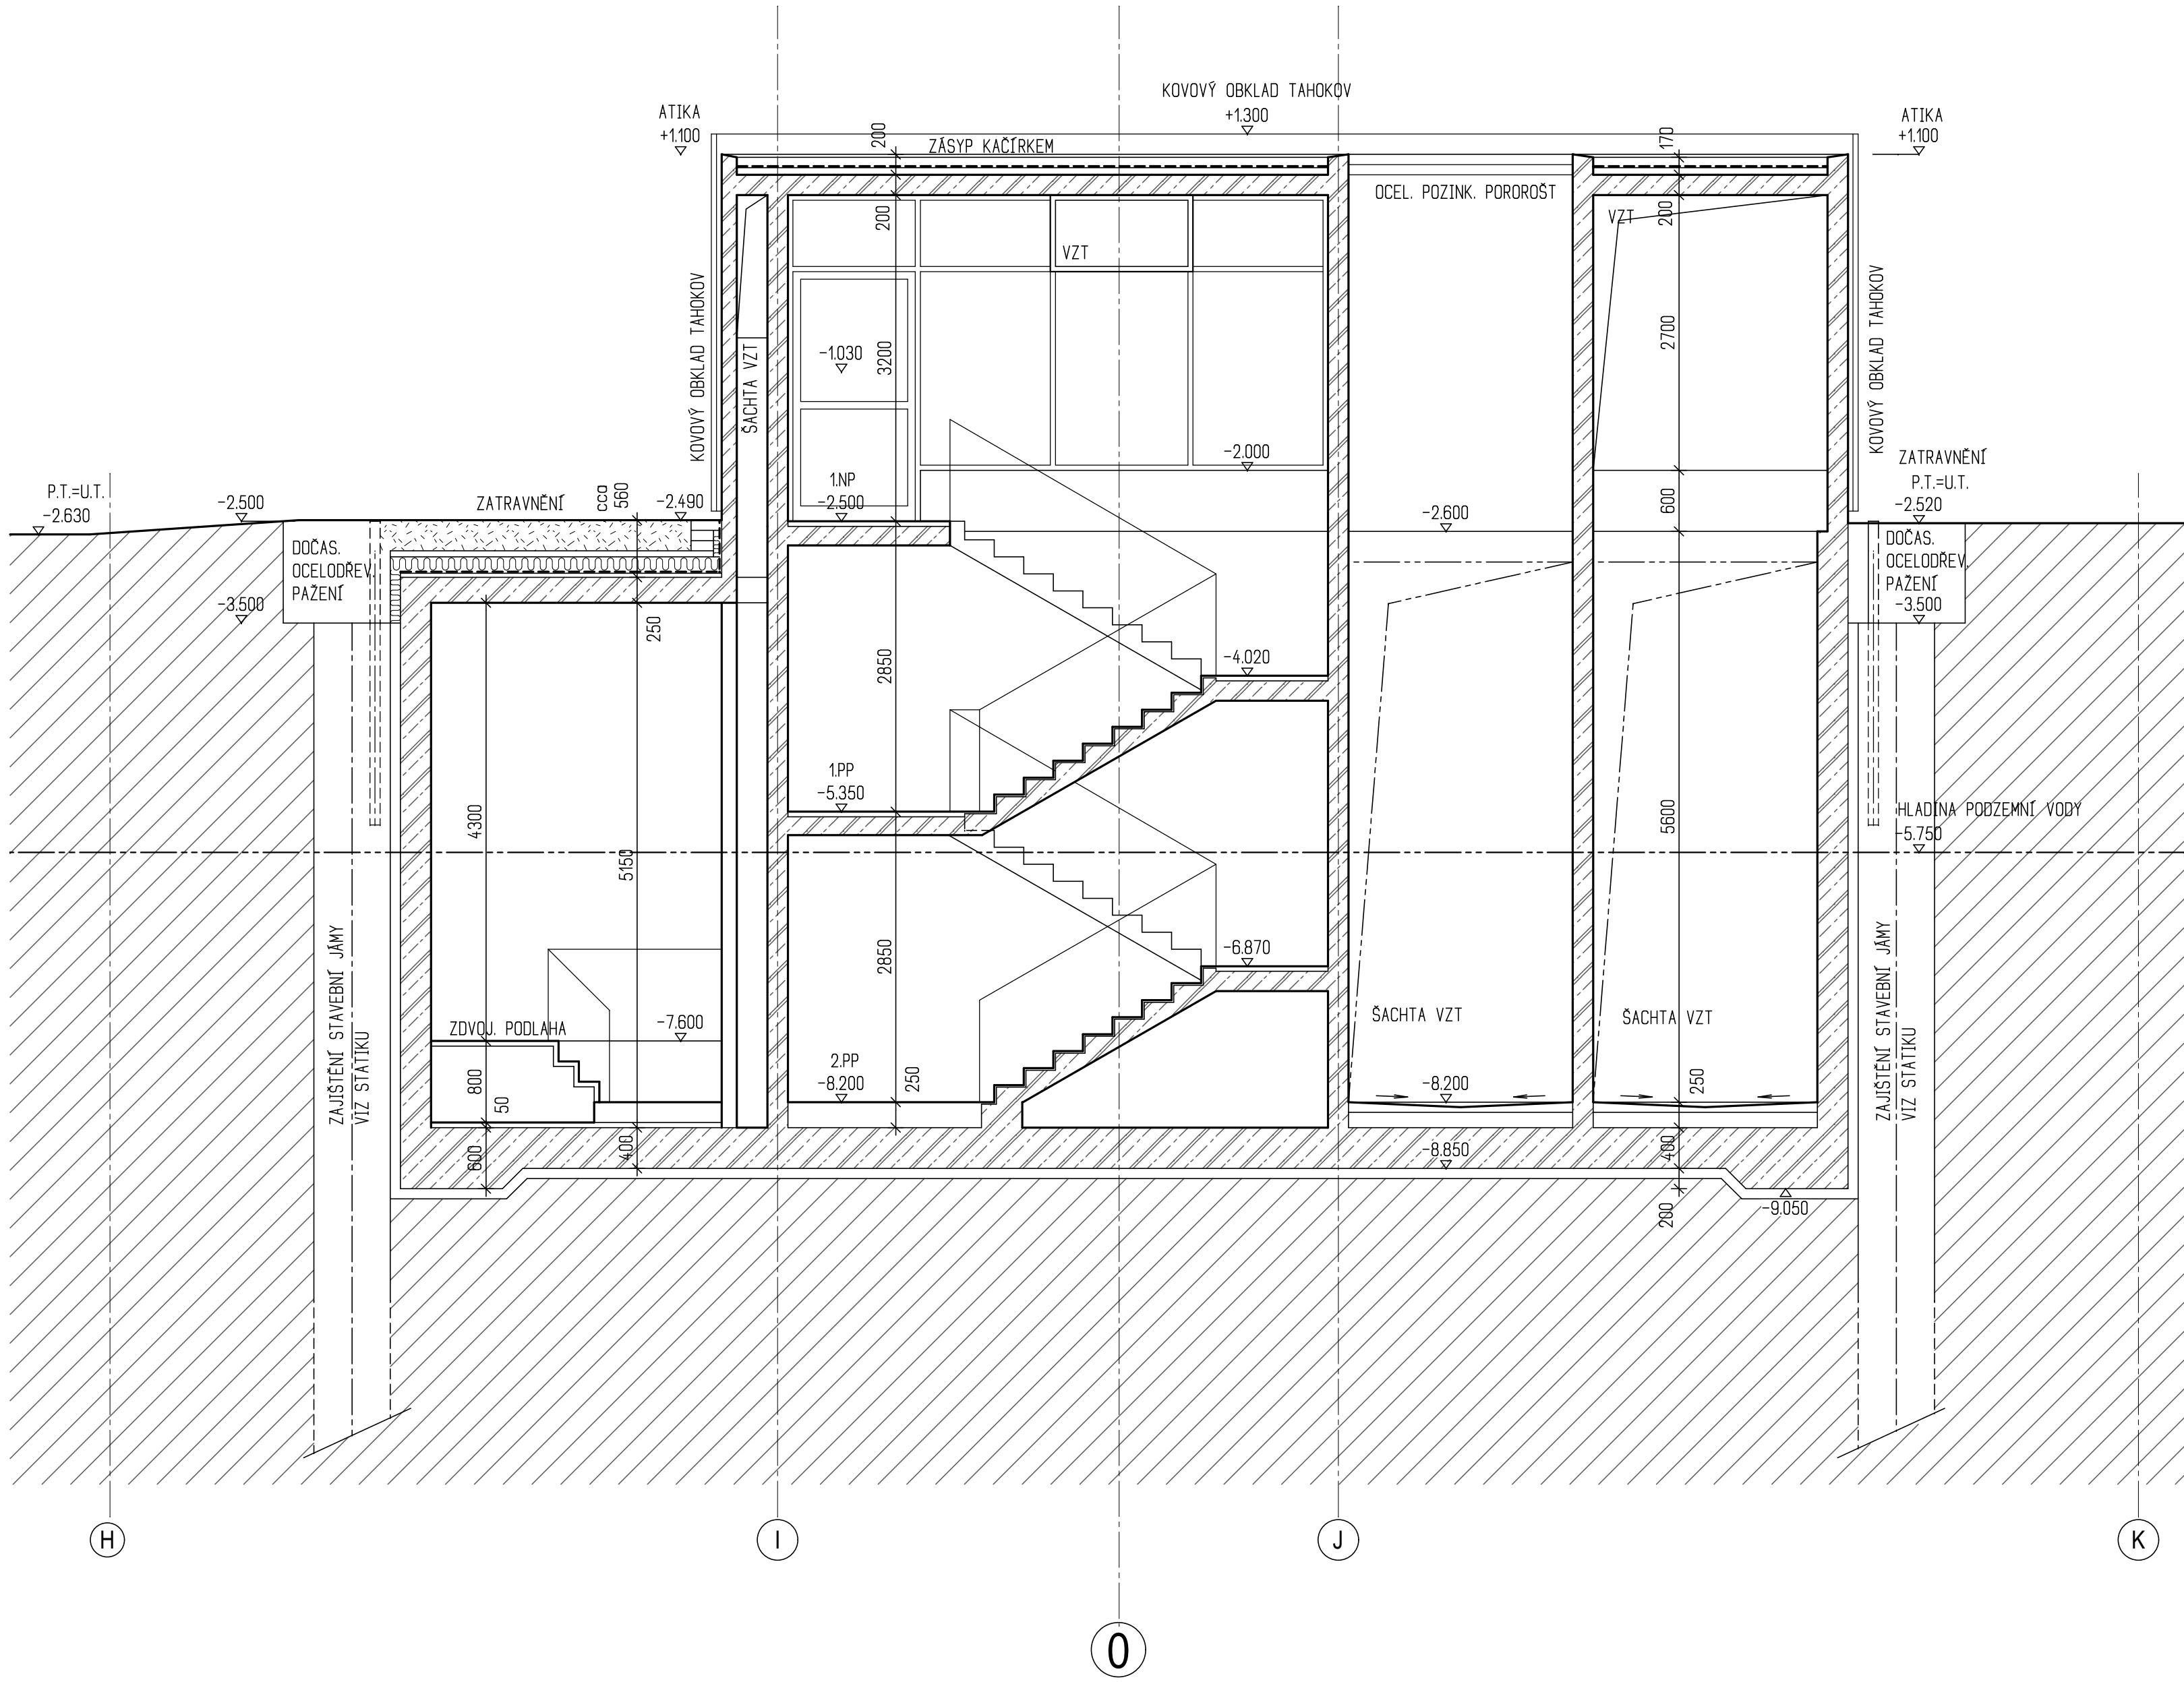 KOVOVÝ OBKLAD TAHOKOV
+1.300
ATIKA
+1.100
ATIKA
+1.100
200
ZÁSYP KAČÍRKEM
170
OCEL. POZINK. POROROŠT
200
VZT
VZT
200
KOVOVÝ OBKLAD TAHOKOV
ŠACHTA VZT
-1.030
3200
2700
KOVOVÝ OBKLAD TAHOKOV
-2.000
ZATRAVNĚNÍ
P.T.=U.T.
-2.520
P.T.=U.T.
-2.630
-2.500
ZATRAVNĚNÍ
cca
560
-2.490
1.NP
-2.500
-2.600
600
DOČAS.
OCELODŘEV.
PAŽENÍ
-3.500
DOČAS.
OCELODŘEV.
PAŽENÍ
-3.500
250
2850
-4.020
1.PP
-5.350
4300
5150
5600
HLADINA PODZEMNÍ VODY
-5.750
2850
-6.870
ZAJIŠTĚNÍ STAVEBNÍ JÁMY
VIZ STATIKU
ZDVOJ. PODLAHA
-7.600
ŠACHTA VZT
ŠACHTA VZT
ZAJIŠTĚNÍ STAVEBNÍ JÁMY
VIZ STATIKU
800
50
2.PP
-8.200
250
-8.200
250
600
400
-8.850
400
200
-9.050
H
I
J
K
O